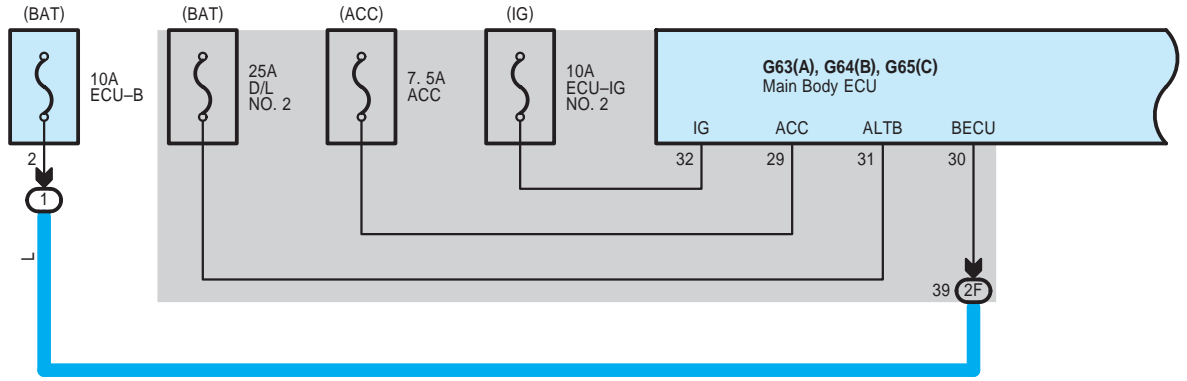 (BAT)
(BAT)
(ACC)
(IG)
10A
ECU–B
25A
D/L
NO. 2
7. 5A
ACC
10A
ECU–IG
NO. 2
G63(A), G64(B), G65(C)
Main Body ECU
IG
ACC
ALTB
BECU
2
32
29
31
30
1
L
39
2F